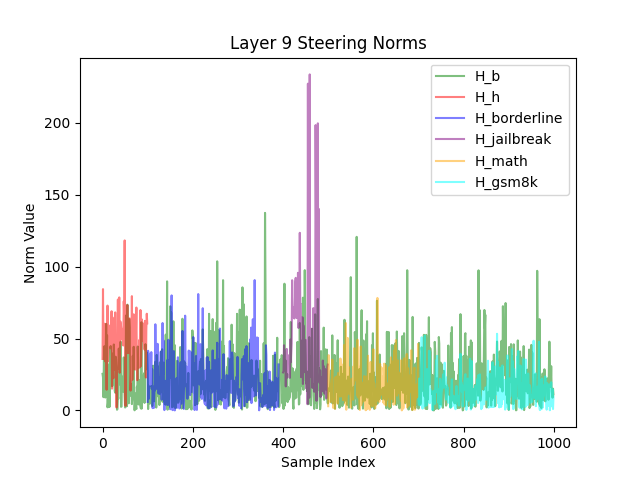 Layer 9 Steering Norms
H_b
H_h
H_borderline
H_jailbreak
H_math
H_gsm8k
Norm Value
200
150
100
50
0
0
200
400
600
800
1000
Sample Index